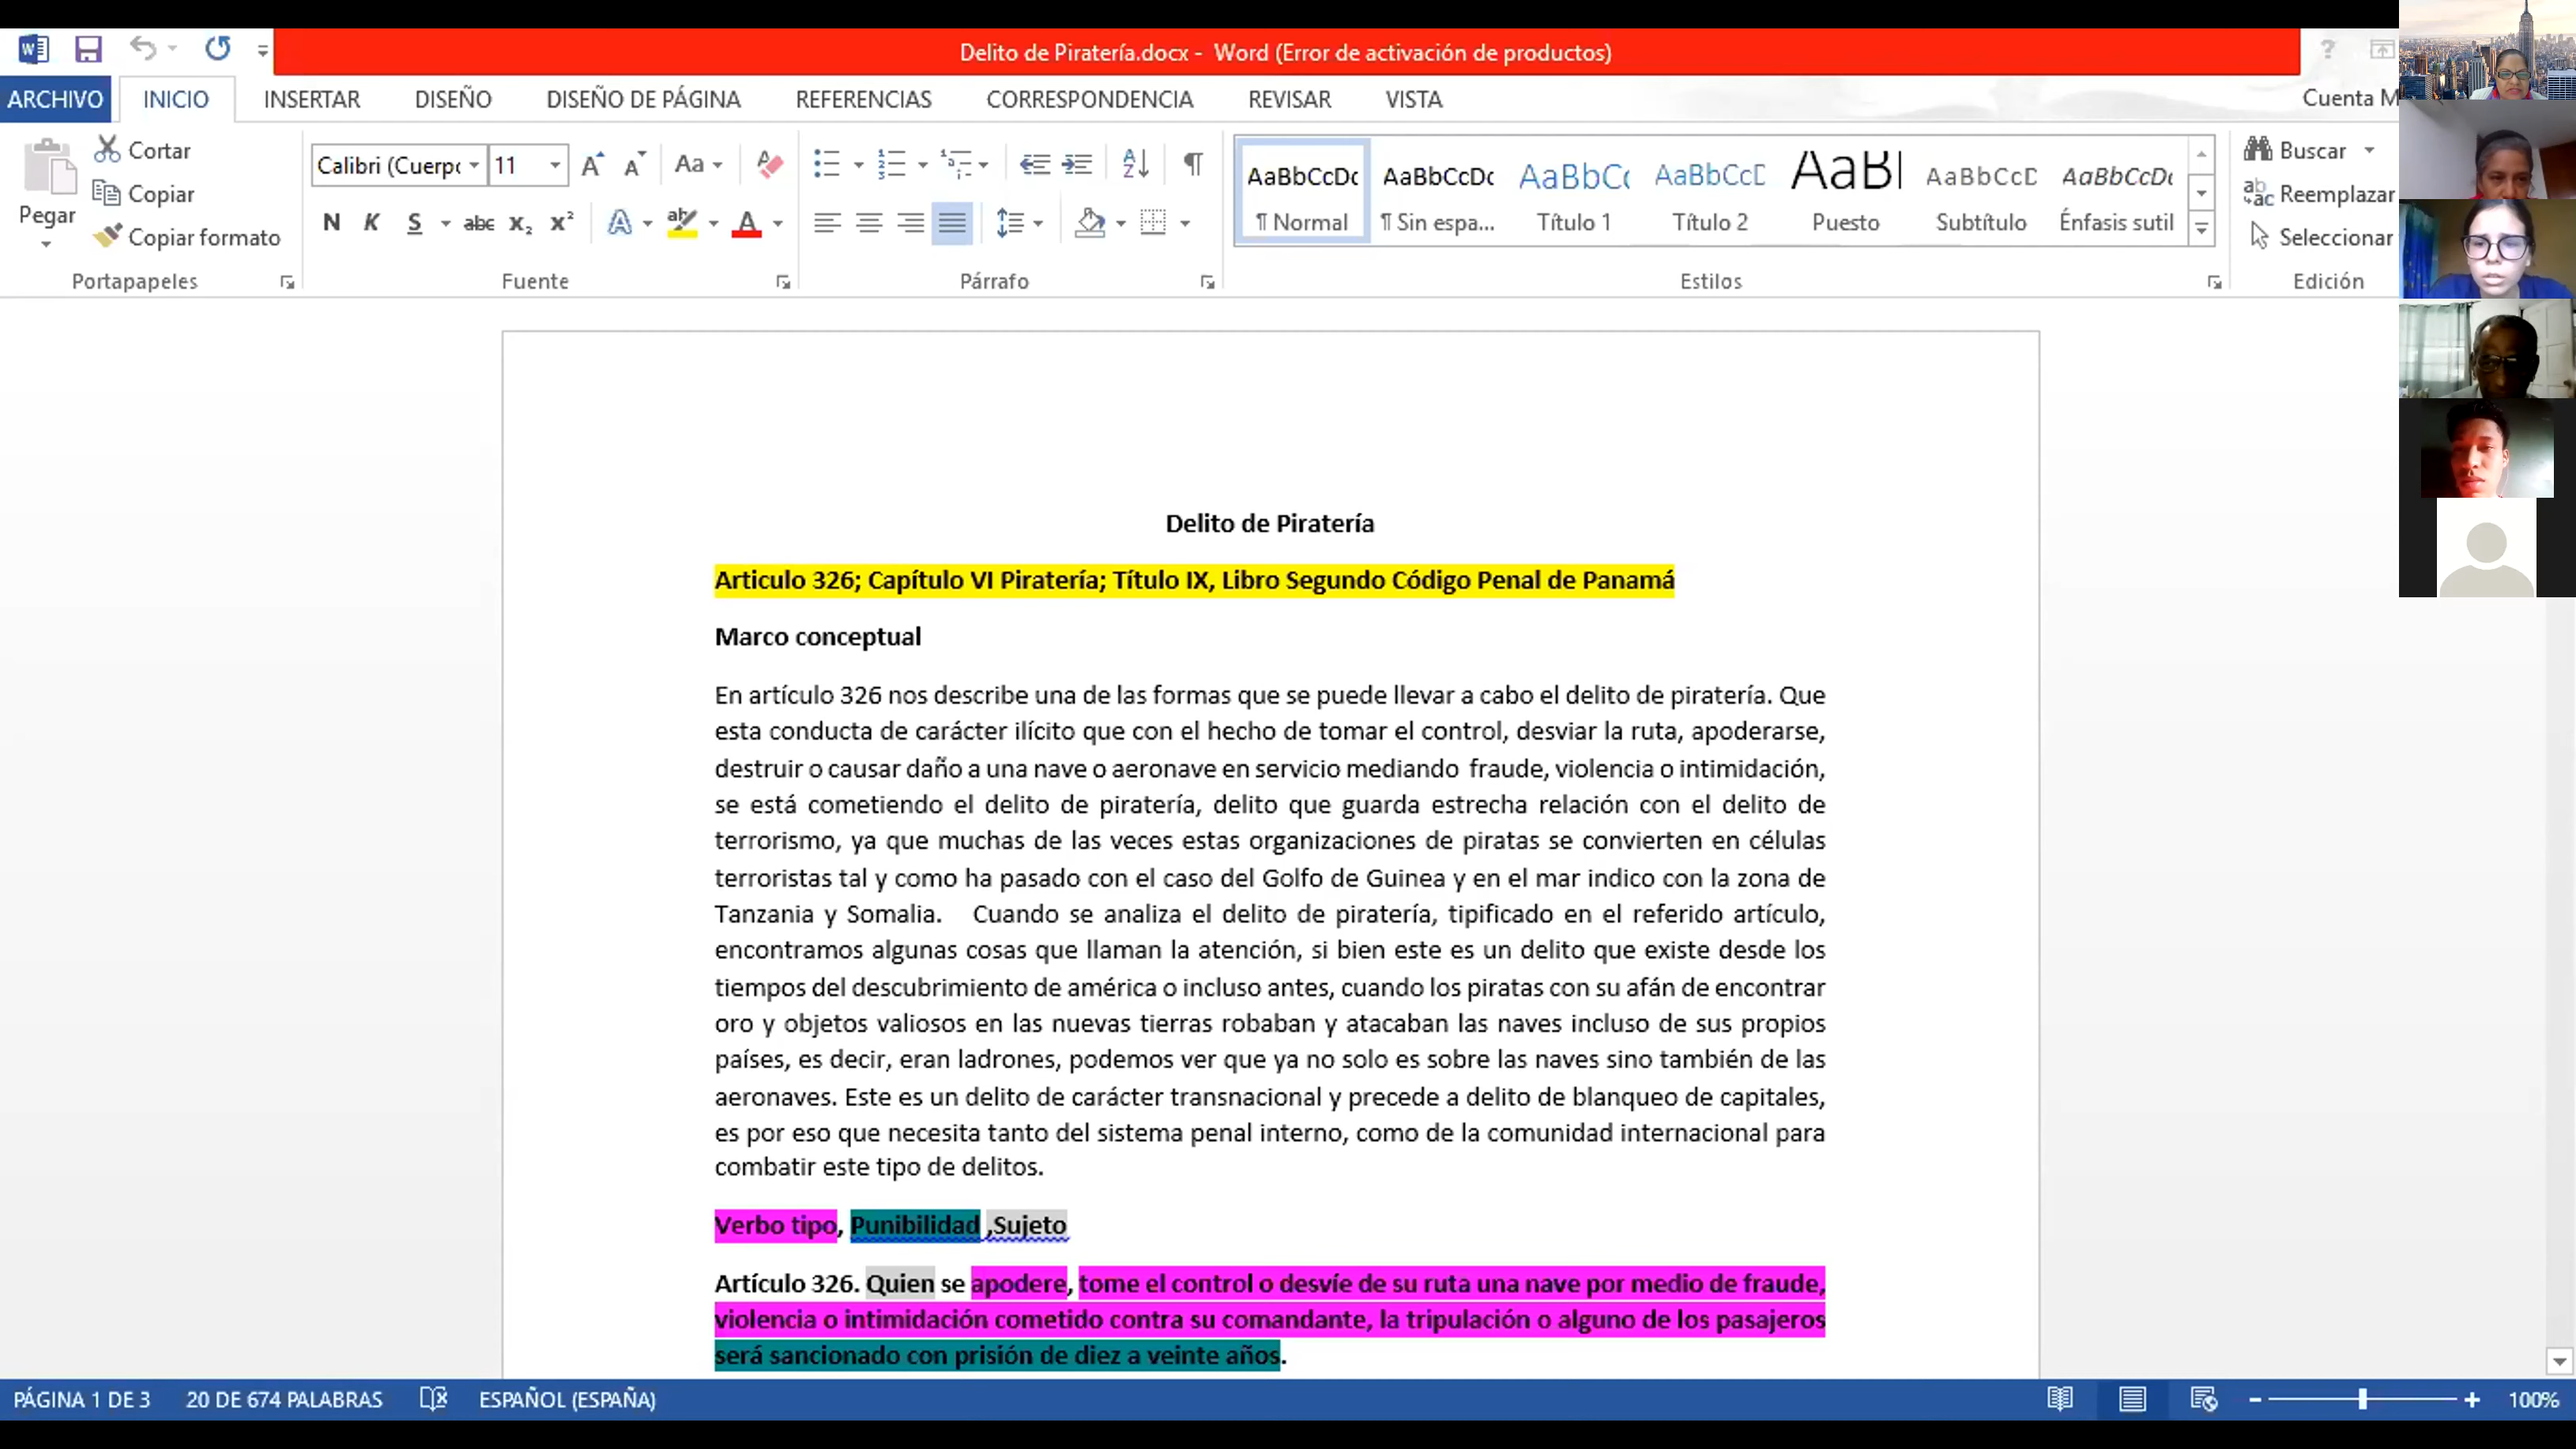 Delito de Piratería.docx - Word (Error de activación de productos)
?
ARCHIVO INICIO INSERTAR DISEÑO DISEÑO DE PÁGINA REFERENCIAS CORRESPONDENCIA REVISAR VISTA Cuenta M
Pegar
Cortar
Copiar
Copiar formato
Portapapeles
Calibri (Cuerpo 11 Aa
N K S abc X₂ X² A ab A
Fuente
Párrafo
AaBbCcDc AaBbCcDc AaBbCc AaBbCcD AaBl AaBbCcD AaBbCcDc
¶ Normal ¶ Sin espa... Título 1 Título 2 Puesto Subtítulo Énfasis sutil
Estilos
Buscar
Reemplazar
Seleccionar
Edición
Delito de Piratería
Articulo 326; Capítulo VI Piratería; Título IX, Libro Segundo Código Penal de Panamá
Marco conceptual
En artículo 326 nos describe una de las formas que se puede llevar a cabo el delito de piratería. Que
esta conducta de carácter ilícito que con el hecho de tomar el control, desviar la ruta, apoderarse,
destruir o causar daño a una nave o aeronave en servicio mediando fraude, violencia o intimidación,
se está cometiendo el delito de piratería, delito que guarda estrecha relación con el delito de
terrorismo, ya que muchas de las veces estas organizaciones de piratas se convierten en células
terroristas tal y como ha pasado con el caso del Golfo de Guinea y en el mar indico con la zona de
Tanzania y Somalia. Cuando se analiza el delito de piratería, tipificado en el referido artículo,
encontramos algunas cosas que llaman la atención, si bien este es un delito que existe desde los
tiempos del descubrimiento de américa o incluso antes, cuando los piratas con su afán de encontrar
oro y objetos valiosos en las nuevas tierras robaban y atacaban las naves incluso de sus propios
países, es decir, eran ladrones, podemos ver que ya no solo es sobre las naves sino también de las
aeronaves. Este es un delito de carácter transnacional y precede a delito de blanqueo de capitales,
es por eso que necesita tanto del sistema penal interno, como de la comunidad internacional para
combatir este tipo de delitos.
Verbo tipo, Punibilidad ,Sujeto
Artículo 326. Quien se apodere, tome el control o desvíe de su ruta una nave por medio de fraude,
violencia o intimidación cometido contra su comandante, la tripulación o alguno de los pasajeros
será sancionado con prisión de diez a veinte años.
PÁGINA 1 DE 3 20 DE 674 PALABRAS ESPAÑOL (ESPAÑA) 100%